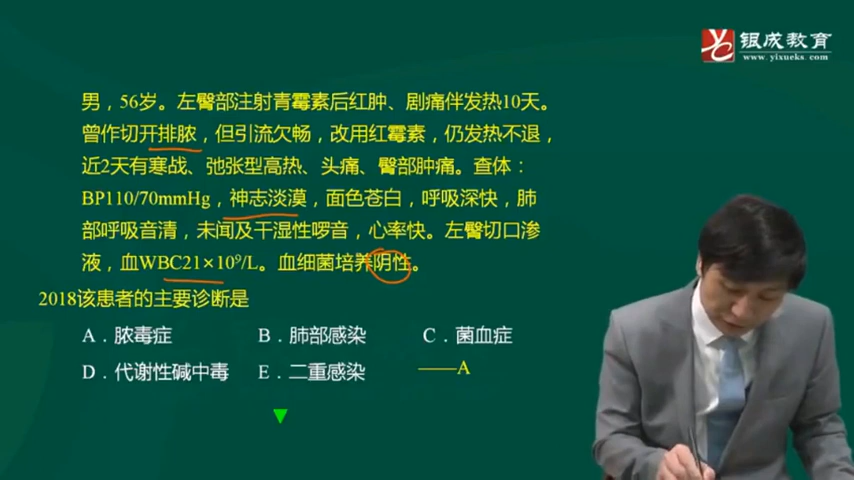 银成教育
www.yixueks.com
男，56岁。左臀部注射青霉素后红肿、剧痛伴发热10天。
曾作切开排脓，但引流欠畅，改用红霉素，仍发热不退，
近2天有寒战、弛张型高热、头痛、臀部肿痛。查体：
BP110/70mmHg，神志淡漠，面色苍白，呼吸深快，肺
部呼吸音清，未闻及干湿性啰音，心率快。左臀切口渗
液，血WBC21×10⁹/L。血细菌培养阴性。
2018该患者的主要诊断是
A．脓毒症 B．肺部感染 C．菌血症
D．代谢性碱中毒 E．二重感染 ——A